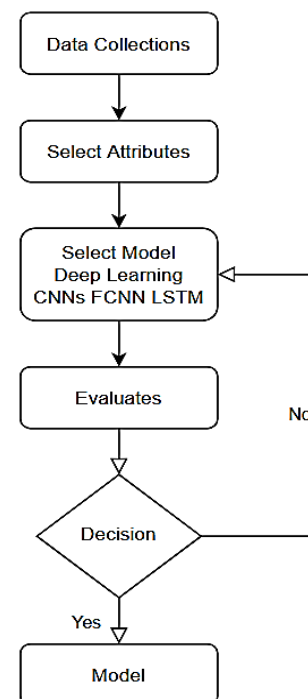 Data Collections
Select Attributes
Select Model
Deep Learning
CNNs FCNN LSTM
Evaluates
No
Decision
Yes
Model